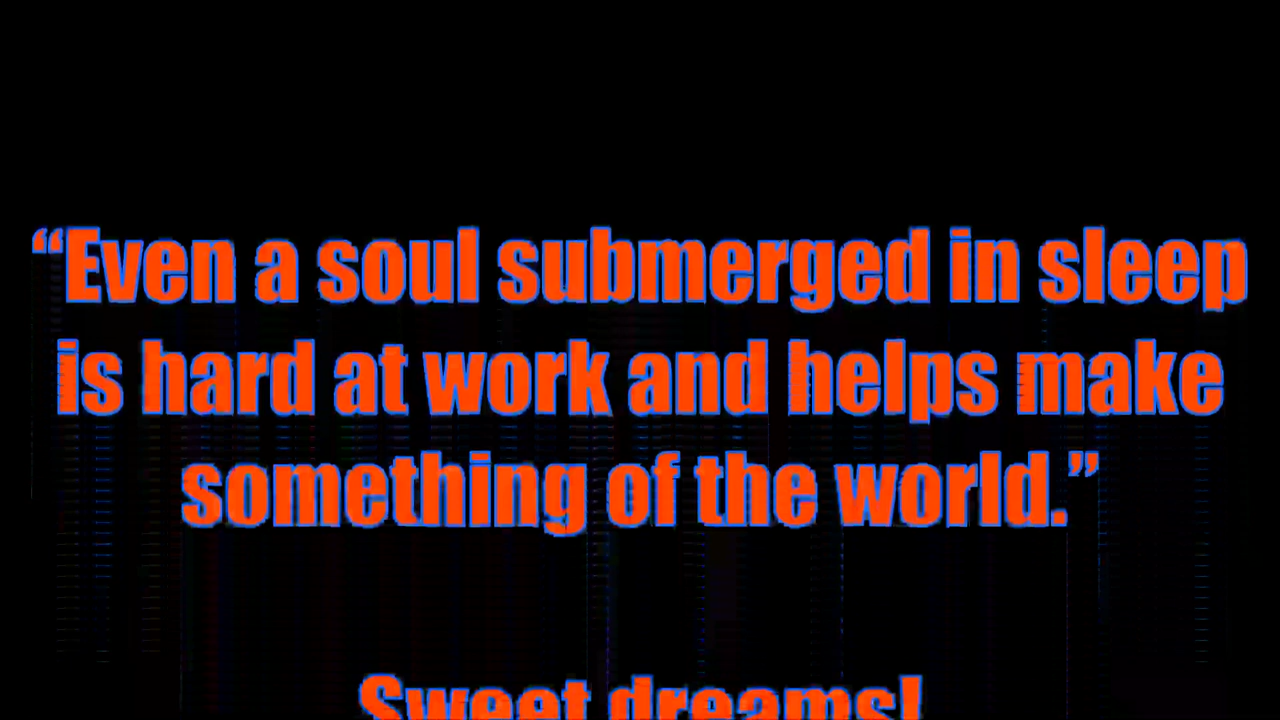 “Even a soul submerged in sleep
is hard at work and helps make
something of the world.”
Sweet dreams!